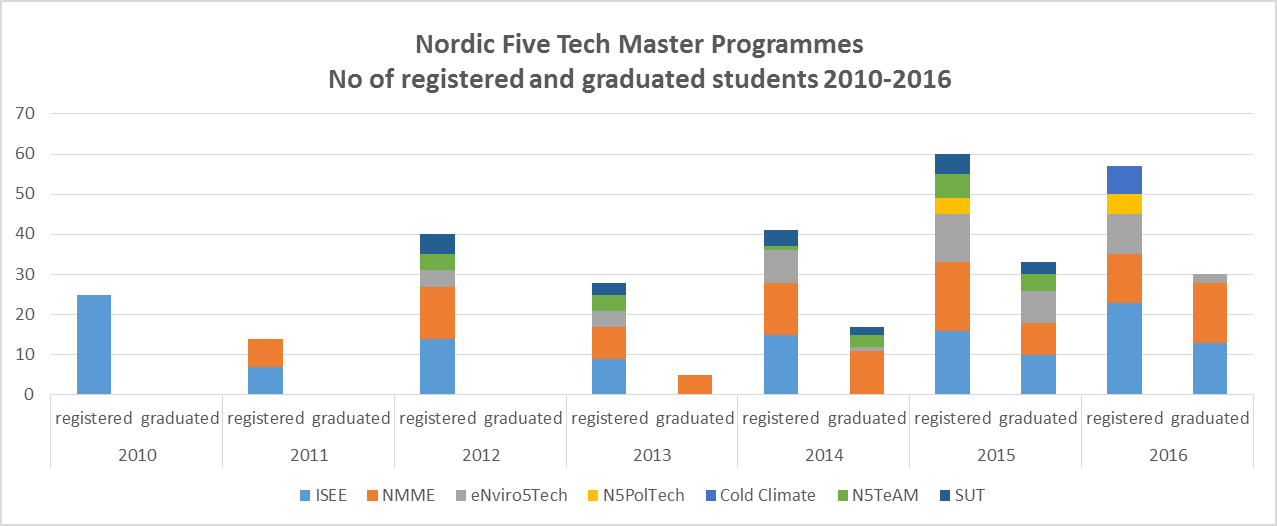 Nordic Five Tech Master Programmes
No of registered and graduated students 2010-2016
70
60
50
40
30
20
10
0
registered graduated registered graduated registered graduated registered graduated registered graduated registered graduated registered graduated
2010 2011 2012 2013 2014 2015 2016
ISEE NMME eNviro5Tech N5PolTech Cold Climate N5TeAM SUT